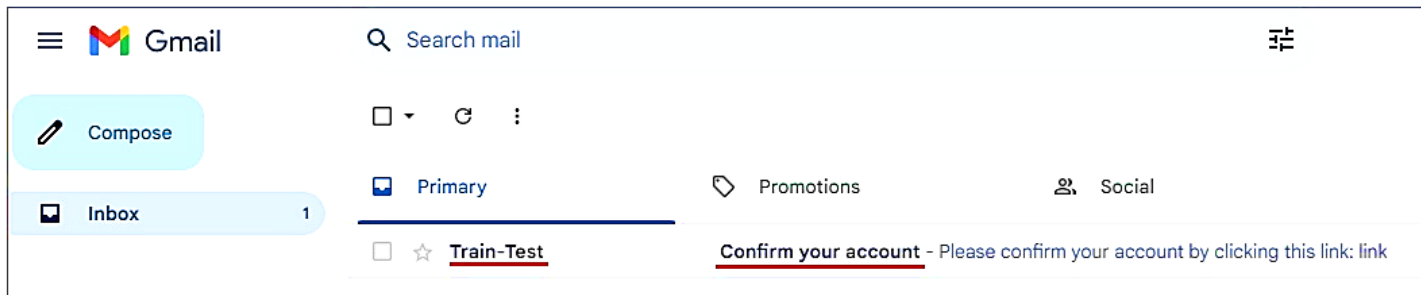 Gmail
Search mail
Compose
Inbox 1
Primary Promotions Social
Train-Test Confirm your account - Please confirm your account by clicking this link: link